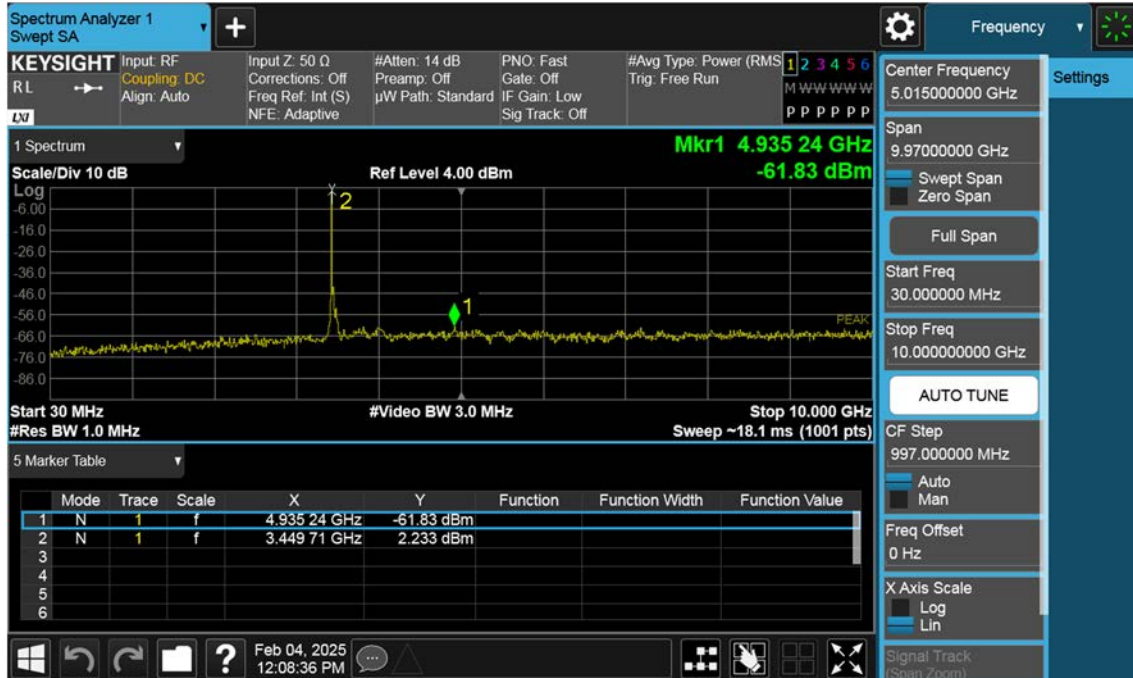 Spectrum Analyzer 1
Swept SA
Frequency
KEYSIGHT
R L
LXI
Input: RF
Coupling: DC
Align: Auto
Input Z: 50 Ω
Corrections: Off
Freq Ref: Int (S)
NFE: Adaptive
#Atten: 14 dB
Preamp: Off
µW Path: Standard
PNO: Fast
Gate: Off
IF Gain: Low
Sig Track: Off
#Avg Type: Power (RMS
Trig: Free Run
1 2 3 4 5 6
M W W W W W
P P P P P P
1 Spectrum
Scale/Div 10 dB
Ref Level 4.00 dBm
Mkr1 4.935 24 GHz
-61.83 dBm
Log
-6.00
-16.0
-26.0
-36.0
-46.0
-56.0
-66.0
-76.0
-86.0
2
1
PEAK
Start 30 MHz
#Video BW 3.0 MHz
Stop 10.000 GHz
#Res BW 1.0 MHz
Sweep ~18.1 ms (1001 pts)
5 Marker Table
Mode Trace Scale X Y Function Function Width Function Value
1 N 1 f 4.935 24 GHz -61.83 dBm
2 N 1 f 3.449 71 GHz 2.233 dBm
3
4
5
6
Feb 04, 2025
12:08:36 PM
Center Frequency
5.015000000 GHz
Span
9.97000000 GHz
Swept Span
Zero Span
Full Span
Start Freq
30.000000 MHz
Stop Freq
10.000000000 GHz
AUTO TUNE
CF Step
997.000000 MHz
Auto
Man
Freq Offset
0 Hz
X Axis Scale
Log
Lin
Signal Track
(Span Zoom)
Settings